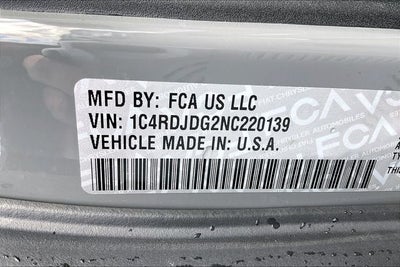 MFD BY: FCA US LLC
VIN: 1C4RDJDG2NC220139
VEHICLE MADE IN: U.S.A.